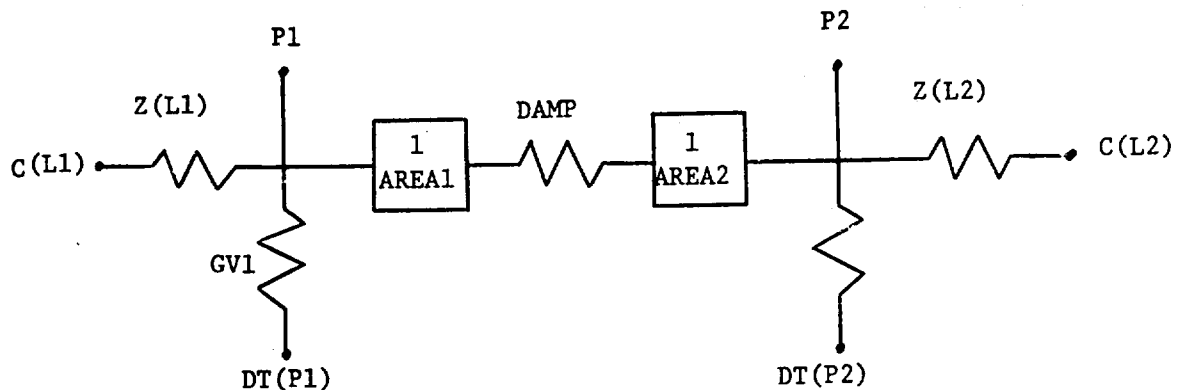 P1
P2
Z(L1)
DAMP
Z(L2)
C(L1)
1
AREA1
1
AREA2
C(L2)
GV1
DT(P1)
DT(P2)